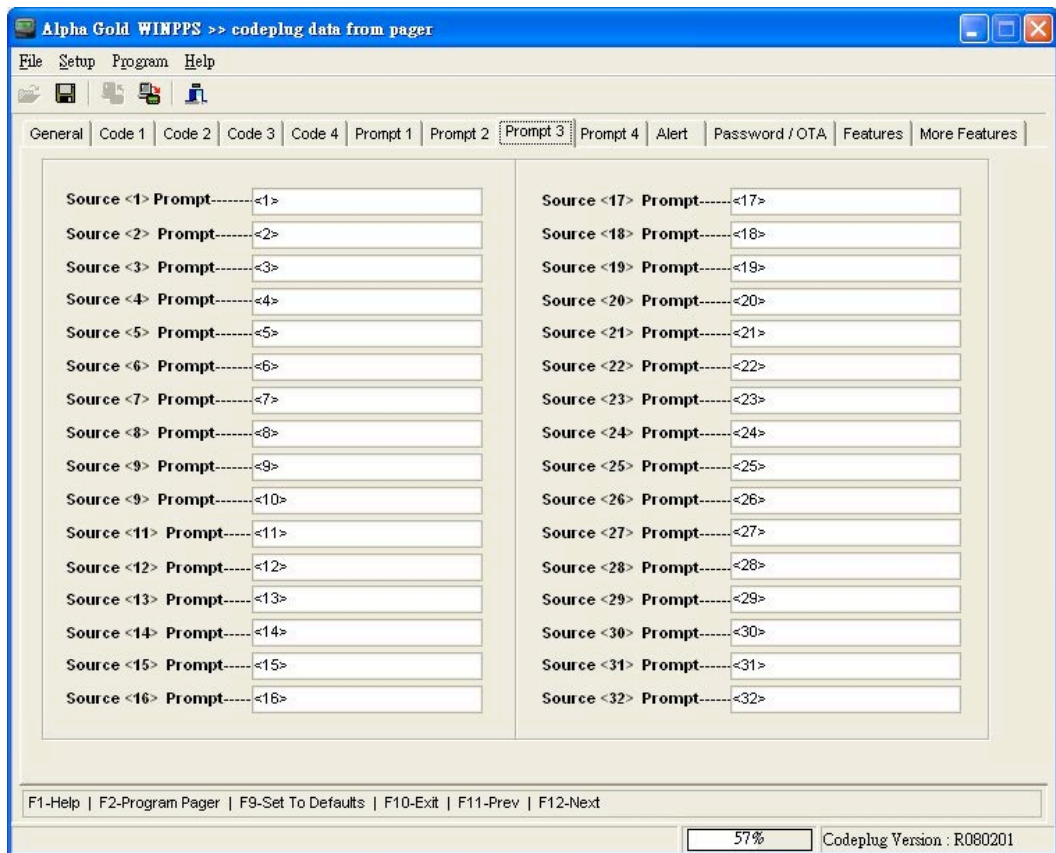 Alpha Gold WINPPS >> codeplug data from pager
File Setup Program Help
General Code 1 Code 2 Code 3 Code 4 Prompt 1 Prompt 2 Prompt 3 Prompt 4 Alert Password / OTA Features More Features
Source <1> Prompt--------<1>
Source <2> Prompt-------<2>
Source <3> Prompt-------<3>
Source <4> Prompt-------<4>
Source <5> Prompt-------<5>
Source <6> Prompt-------<6>
Source <7> Prompt-------<7>
Source <8> Prompt-------<8>
Source <9> Prompt-------<9>
Source <9> Prompt-------<10>
Source <11> Prompt-----<11>
Source <12> Prompt-----<12>
Source <13> Prompt-----<13>
Source <14> Prompt-----<14>
Source <15> Prompt-----<15>
Source <16> Prompt-----<16>
Source <17> Prompt------<17>
Source <18> Prompt------<18>
Source <19> Prompt------<19>
Source <20> Prompt------<20>
Source <21> Prompt------<21>
Source <22> Prompt------<22>
Source <23> Prompt------<23>
Source <24> Prompt------<24>
Source <25> Prompt------<25>
Source <26> Prompt------<26>
Source <27> Prompt------<27>
Source <28> Prompt------<28>
Source <29> Prompt------<29>
Source <30> Prompt------<30>
Source <31> Prompt------<31>
Source <32> Prompt------<32>
F1-Help | F2-Program Pager | F9-Set To Defaults | F10-Exit | F11-Prev | F12-Next
57% Codeplug Version : R080201